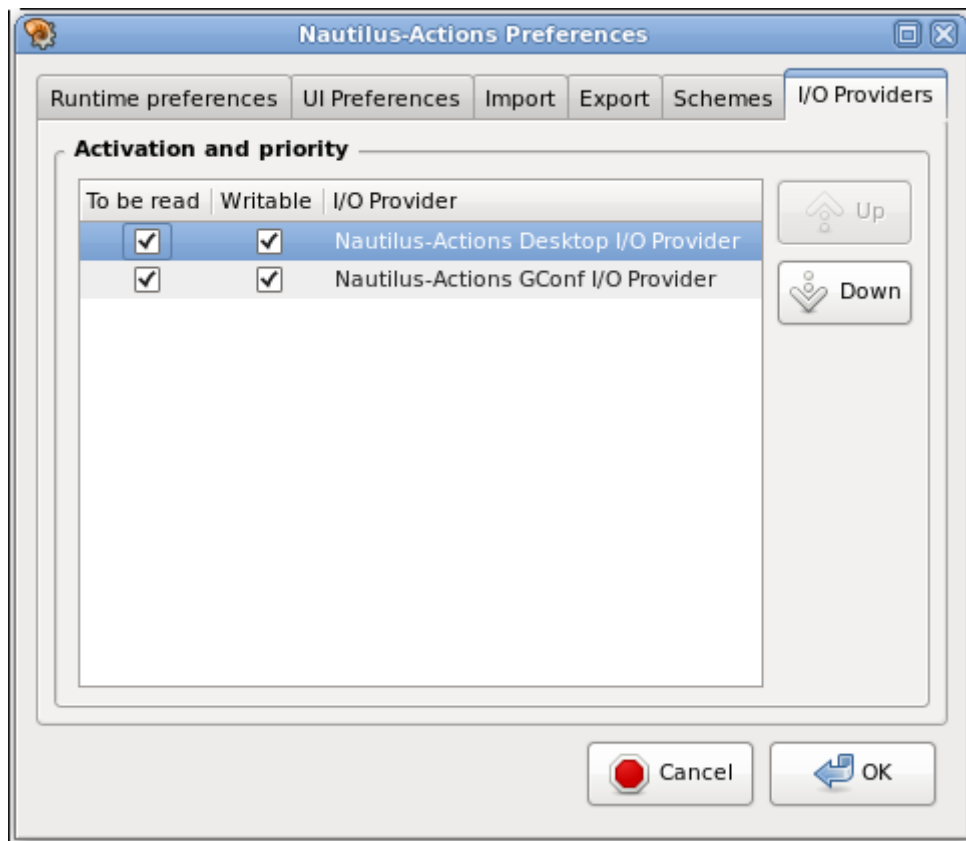 Nautilus-Actions Preferences
Runtime preferences UI Preferences Import Export Schemes I/O Providers
Activation and priority
To be read Writable I/O Provider
Nautilus-Actions Desktop I/O Provider
Nautilus-Actions GConf I/O Provider
Up
Down
Cancel OK